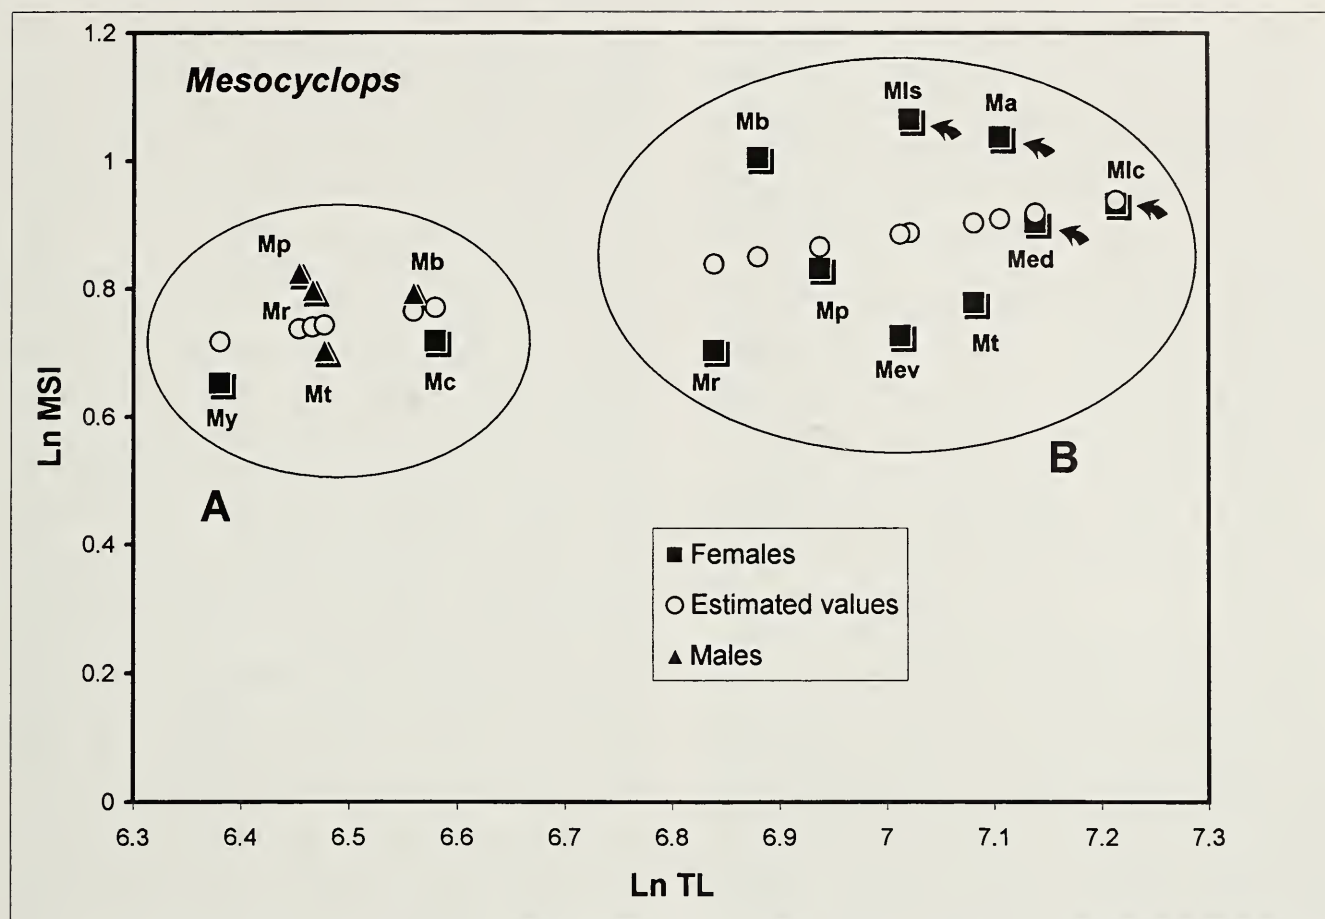 1.2
Mesocyclops
Mls
Ma
Mb
1
Mlc
Mp
Mb
Med
0.8
Mr
Mp
Mt
Mt
Mc
Mr
Mev
My
0.6
B
A
0.4
Females
Estimated values
0.2
Males
0
6.3 6.4 6.5 6.6 6.7 6.8 6.9 7 7.1 7.2 7.3
Ln TL
Ln MSI